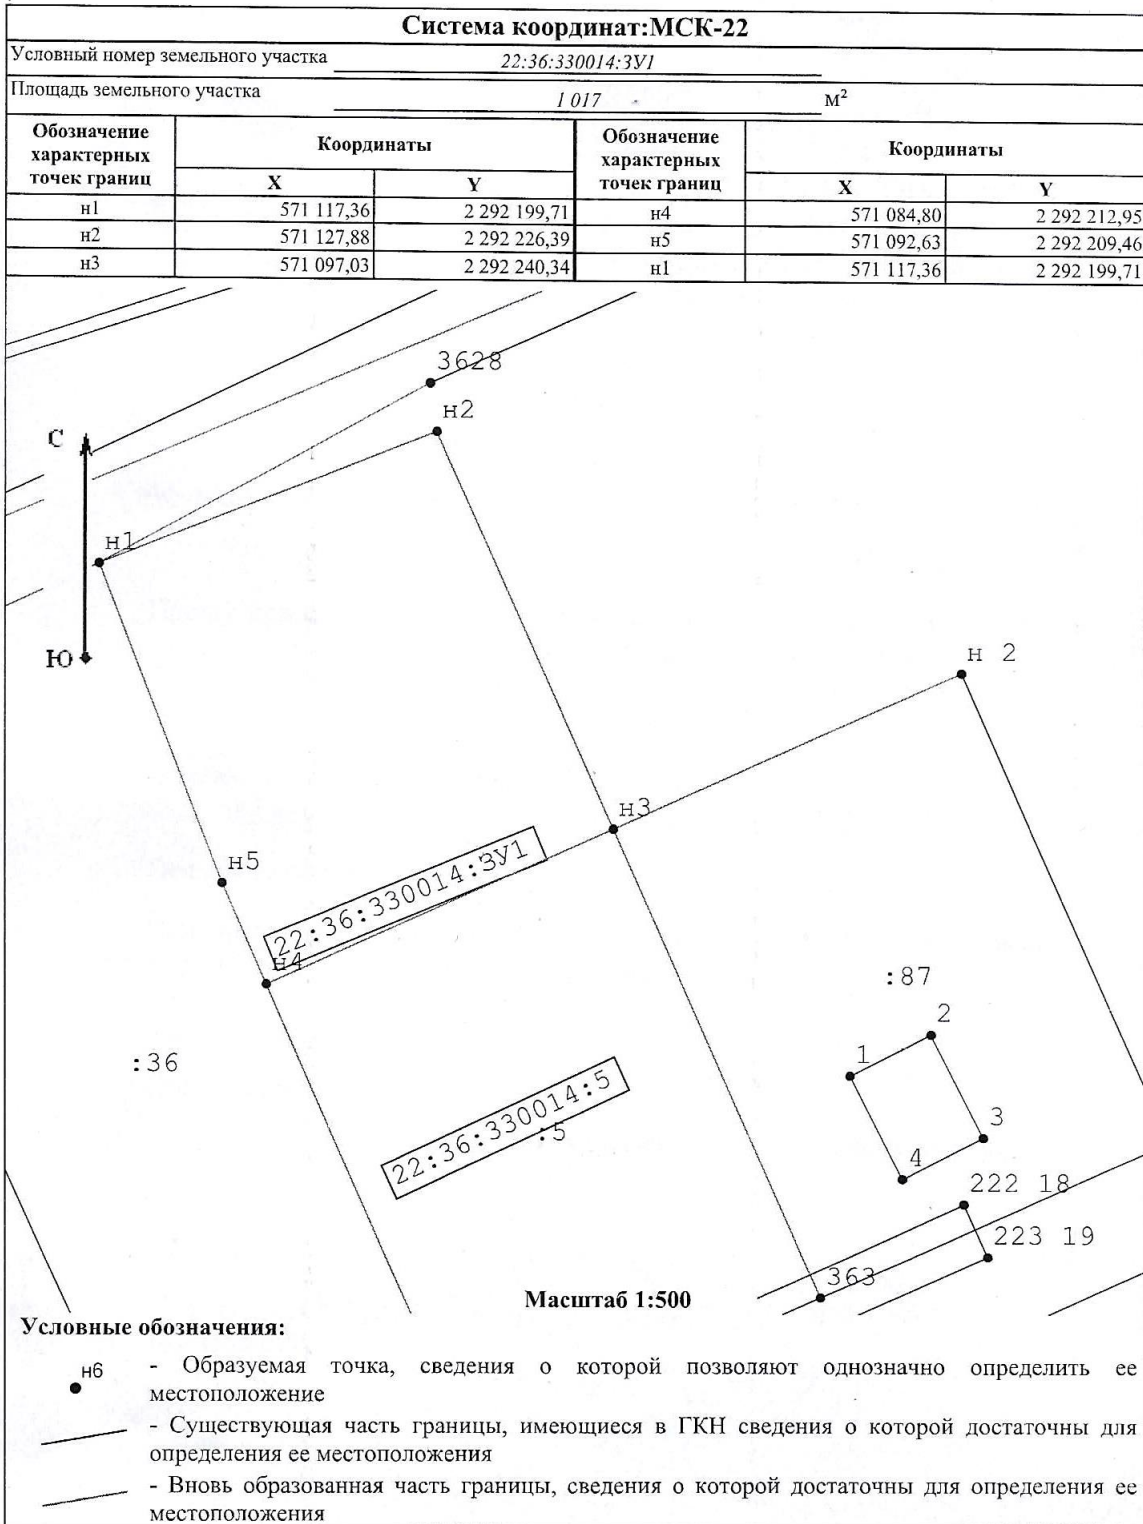 Система координат:МСК-22
Условный номер земельного участка 22:36:330014:ЗУ1
Площадь земельного участка 1 017 м²
Обозначение характерных точек границ Координаты Обозначение характерных точек границ Координаты
X Y X Y
н1 571 117,36 2 292 199,71 н4 571 084,80 2 292 212,95
н2 571 127,88 2 292 226,39 н5 571 092,63 2 292 209,46
н3 571 097,03 2 292 240,34 н1 571 117,36 2 292 199,71
3628
н2
С
н1
Ю
н 2
н3
н5
22:36:330014:ЗУ1
н4
:87
2
:36
1
22:36:330014:5
:5
3
4
222 18
223 19
363
Масштаб 1:500
Условные обозначения:
н6 - Образуемая точка, сведения о которой позволяют однозначно определить ее
местоположение
- Существующая часть границы, имеющиеся в ГКН сведения о которой достаточны для
определения ее местоположения
- Вновь образованная часть границы, сведения о которой достаточны для определения ее
местоположения